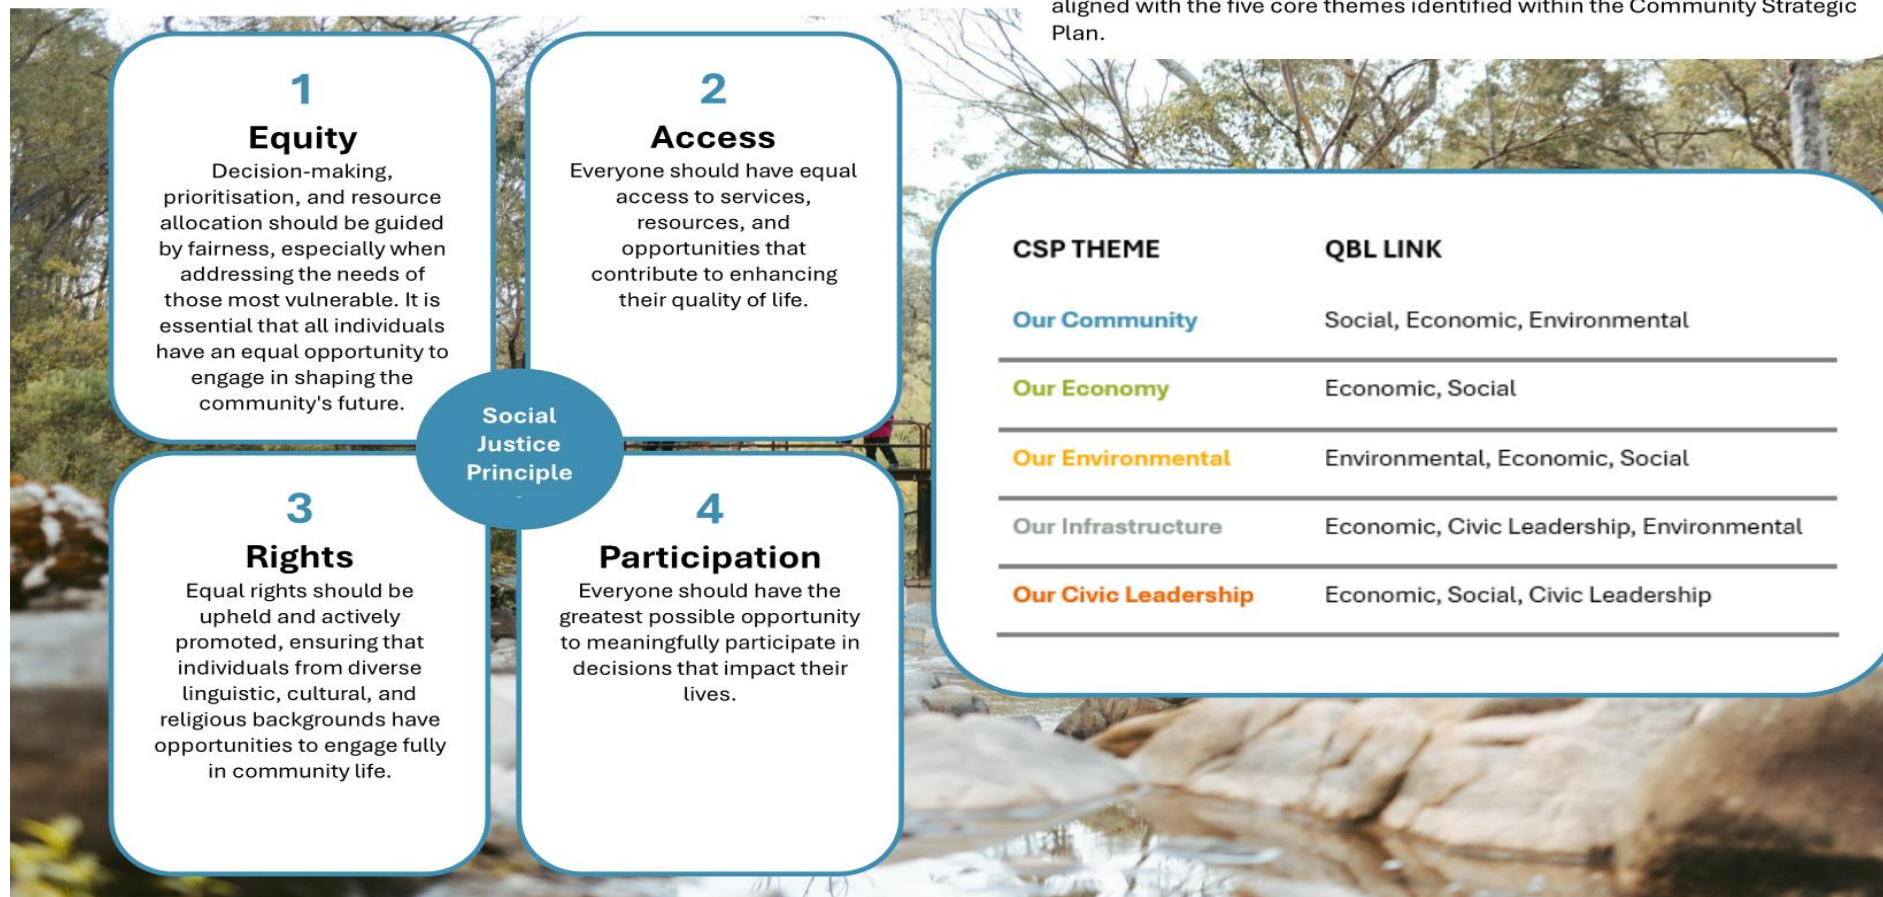 aligned with the five core themes identified within the Community Strategic
Plan.
1
Equity
Decision-making,
prioritisation, and resource
allocation should be guided
by fairness, especially when
addressing the needs of
those most vulnerable. It is
essential that all individuals
have an equal opportunity to
engage in shaping the
community's future.
2
Access
Everyone should have equal
access to services,
resources, and
opportunities that
contribute to enhancing
their quality of life.
Social
Justice
Principle
3
Rights
Equal rights should be
upheld and actively
promoted, ensuring that
individuals from diverse
linguistic, cultural, and
religious backgrounds have
opportunities to engage fully
in community life.
4
Participation
Everyone should have the
greatest possible opportunity
to meaningfully participate in
decisions that impact their
lives.
CSP THEME QBL LINK
Our Community Social, Economic, Environmental
Our Economy Economic, Social
Our Environmental Environmental, Economic, Social
Our Infrastructure Economic, Civic Leadership, Environmental
Our Civic Leadership Economic, Social, Civic Leadership